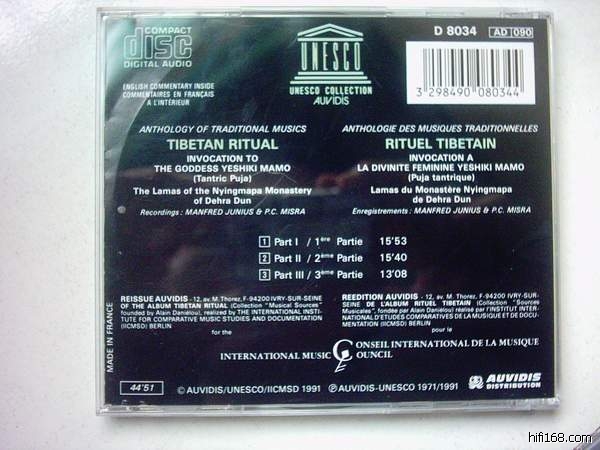 COMPACT
disc
DIGITAL AUDIO
ENGLISH COMMENTARY INSIDE
COMMENTAIRES EN FRANÇAIS
A L'INTÉRIEUR
UNESCO
UNESCO COLLECTION
AUVIDIS
D 8034
AD 090
3 298490 080344
ANTHOLOGY OF TRADITIONAL MUSICS
TIBETAN RITUAL
INVOCATION TO
THE GODDESS YESHIKI MAMO
(Tantric Puja)
The Lamas of the Nyingmapa Monastery
of Dehra Dun
Recordings : MANFRED JUNIUS & P.C. MISRA
ANTHOLOGIE DES MUSIQUES TRADITIONNELLES
RITUEL TIBETAIN
INVOCATION A
LA DIVINITE FEMININE YESHIKI MAMO
(Puja tantrique)
Lamas du Monastère Nyingmapa
de Dehra Dun
Enregistrements : MANFRED JUNIUS & P.C. MISRA
1 Part I / 1ère Partie 15'53
2 Part II / 2ème Partie 15'40
3 Part III / 3ème Partie 13'08
MADE IN FRANCE
REISSUE AUVIDIS - 12, av. M. Thorez, F-94200 IVRY-SUR-SEINE
OF THE ALBUM TIBETAN RITUAL (Collection "Musical Sources"
founded by Alain Daniélou), realized by THE INTERNATIONAL INSTI-
TUTE FOR COMPARATIVE MUSIC STUDIES AND DOCUMENTATION
(IICMSD) BERLIN
for the
REEDITION AUVIDIS - 12, av. M. Thorez, F-94200 IVRY-SUR-
SEINE DE L'ALBUM RITUEL TIBETAIN (Collection "Sources
Musicales", fondée par Alain Daniélou) réalisé par l'INSTITUT INTER-
NATIONAL D'ETUDES COMPARATIVES DE LA MUSIQUE ET DE DOCU-
MENTATION (IICMSD) BERLIN
pour le
INTERNATIONAL MUSIC COUNCIL
CONSEIL INTERNATIONAL DE LA MUSIQUE
44'51
© AUVIDIS/UNESCO/IICMSD 1991
℗ AUVIDIS-UNESCO 1971/1991
AUVIDIS
DISTRIBUTION
hifi168.com